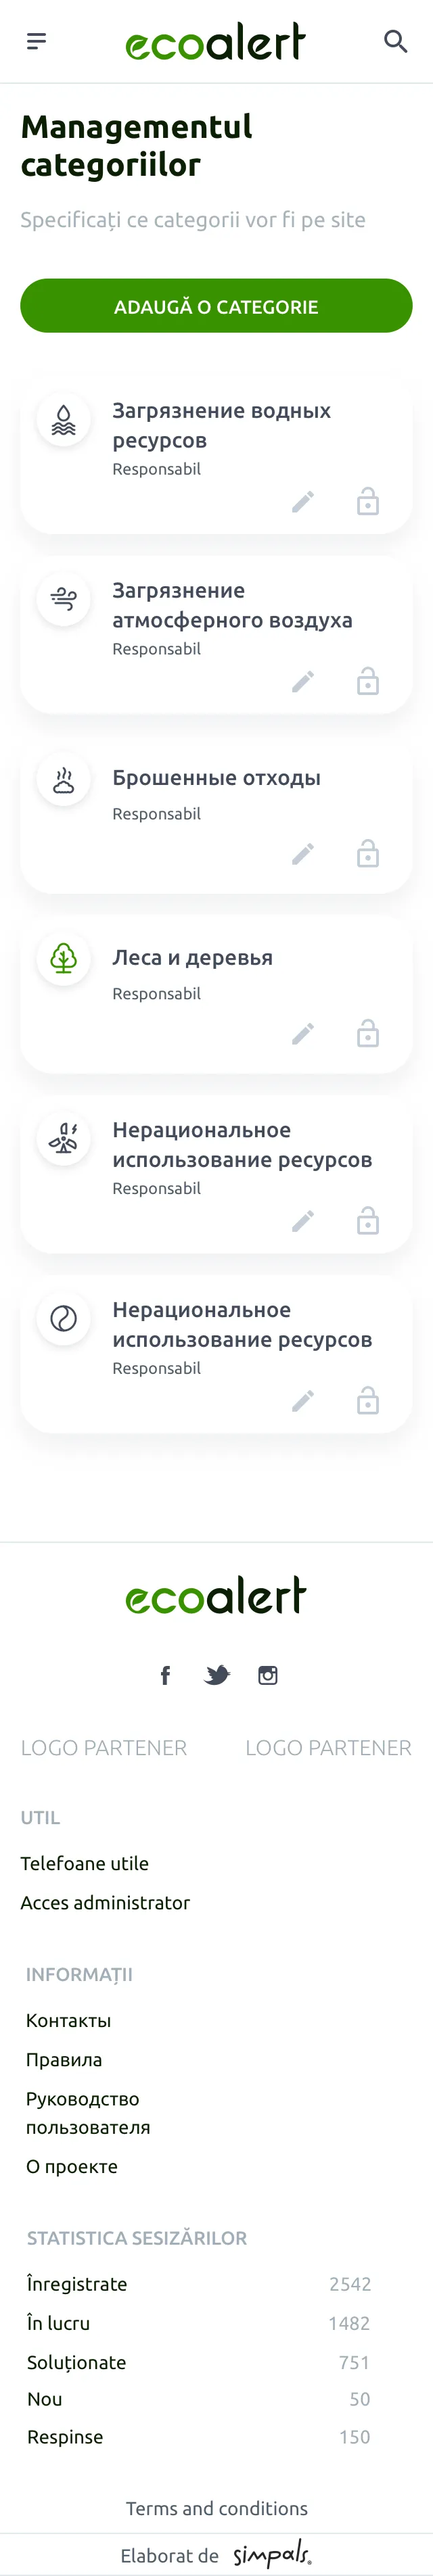 ecoalert
Managementul
categoriilor
Specificați ce categorii vor fi pe site
ADAUGĂ O CATEGORIE
Загрязнение водных
ресурсов
Responsabil
Загрязнение
атмосферного воздуха
Responsabil
Брошенные отходы
Responsabil
Леса и деревья
Responsabil
Нерациональное
использование ресурсов
Responsabil
Нерациональное
использование ресурсов
Responsabil
ecoalert
LOGO PARTENER LOGO PARTENER
UTIL
Telefoane utile
Acces administrator
INFORMAȚII
Контакты
Правила
Руководство
пользователя
О проекте
STATISTICA SESIZĂRILOR
Înregistrate 2542
În lucru 1482
Soluționate 751
Nou 50
Respinse 150
Terms and conditions
Elaborat de simpals